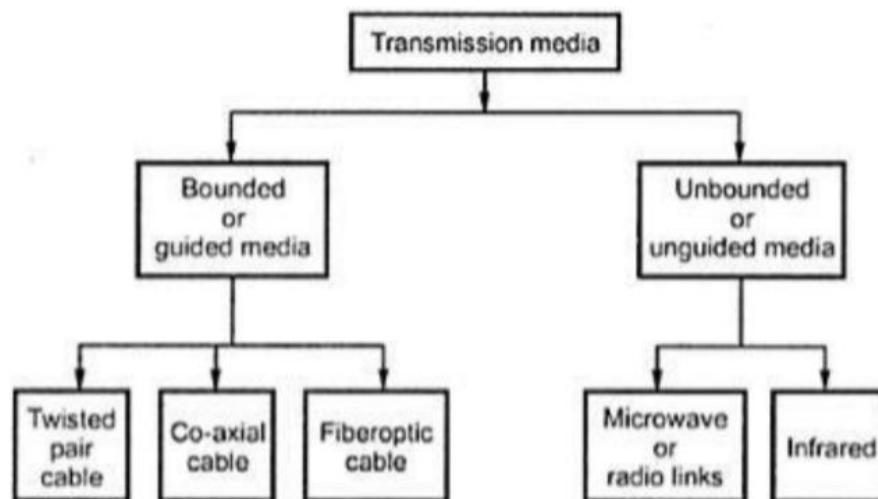 Transmission media
Bounded
or
guided media
Unbounded
or
unguided media
Twisted
pair
cable
Co-axial
cable
Fiberoptic
cable
Microwave
or
radio links
Infrared